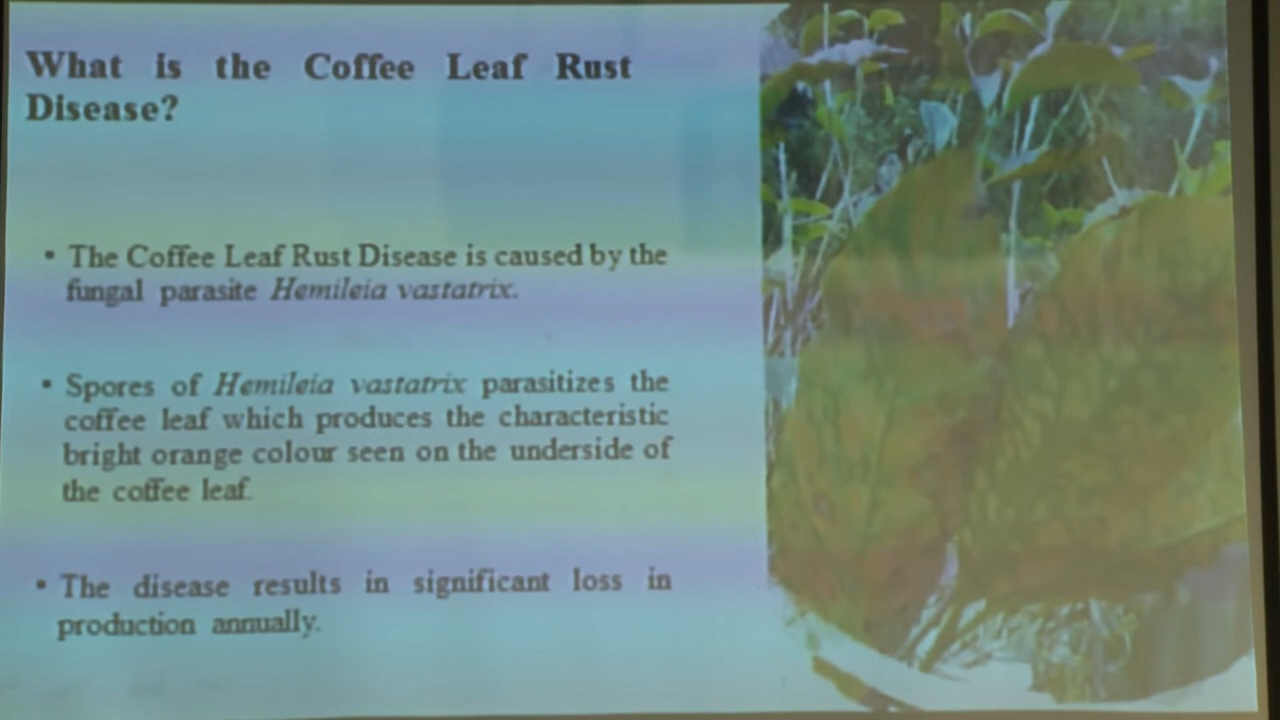 What is the Coffee Leaf Rust
Disease?
• The Coffee Leaf Rust Disease is caused by the
fungal parasite Hemileia vastatrix.
• Spores of Hemileia vastatrix parasitizes the
coffee leaf which produces the characteristic
bright orange colour seen on the underside of
the coffee leaf.
• The disease results in significant loss in
production annually.